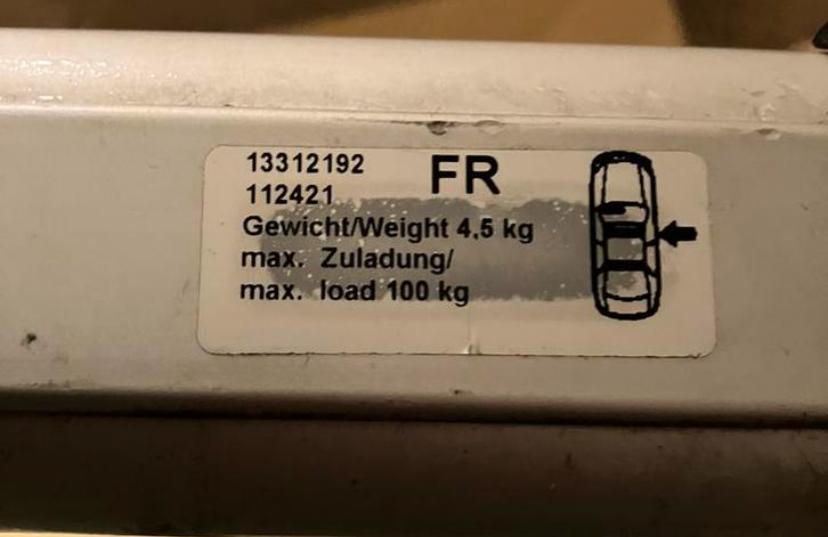 13312192
FR
112421
Gewicht/Weight 4,5 kg
max. Zuladung/
max. load 100 kg